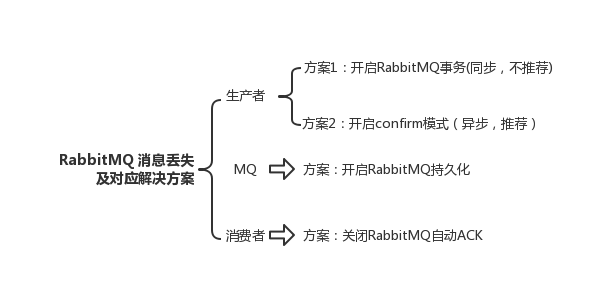 RabbitMQ 消息丢失
及对应解决方案
生产者
方案1：开启RabbitMQ事务(同步，不推荐)
方案2：开启confirm模式（异步，推荐）
MQ
方案：开启RabbitMQ持久化
消费者
方案：关闭RabbitMQ自动ACK